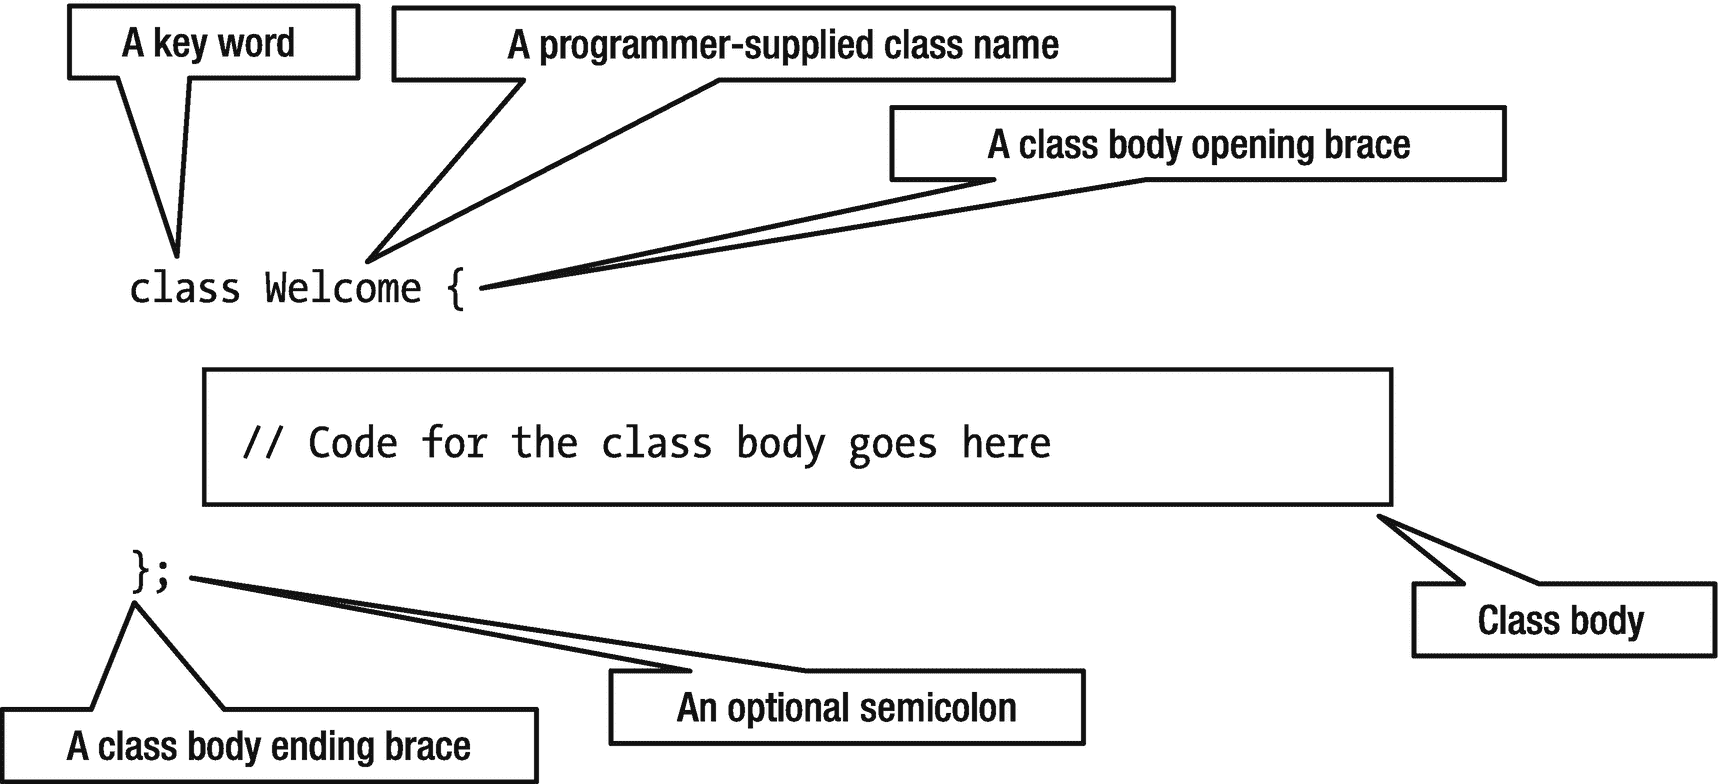 A key word
A programmer-supplied class name
A class body opening brace
class Welcome {
// Code for the class body goes here
};
Class body
An optional semicolon
A class body ending brace